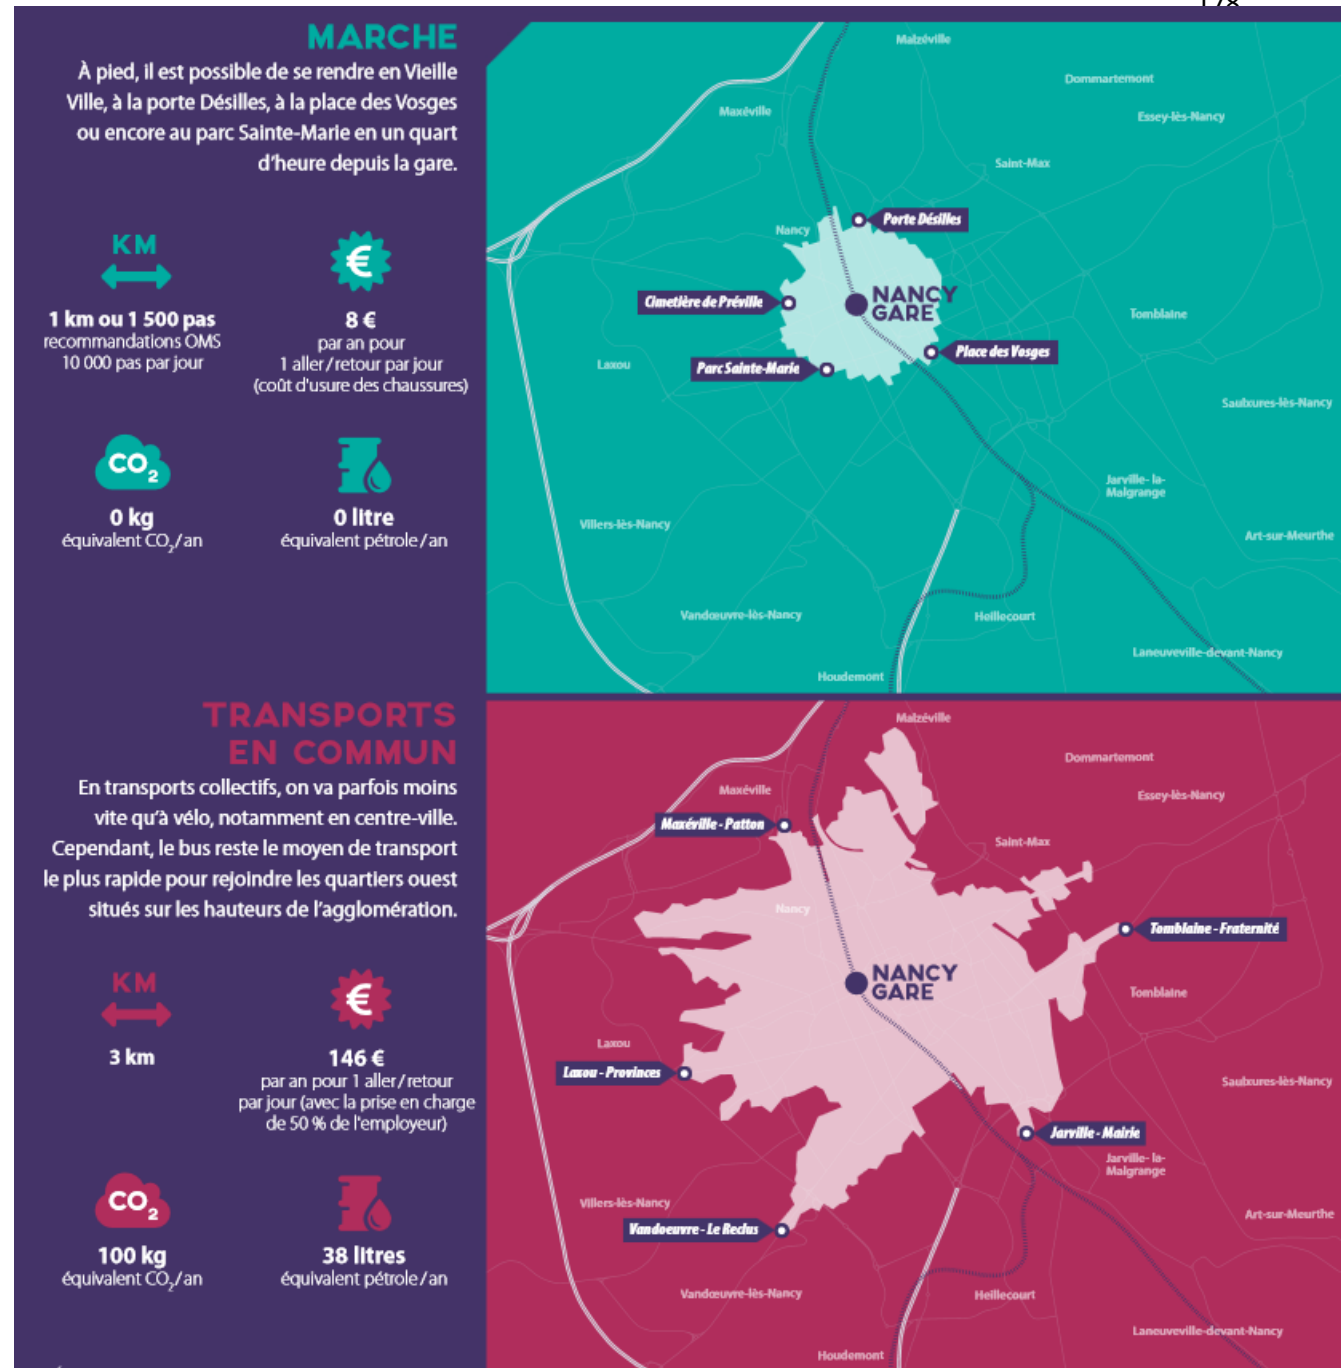 MARCHE
À pied, il est possible de se rendre en Vieille
Ville, à la porte Désilles, à la place des Vosges
ou encore au parc Sainte-Marie en un quart
d'heure depuis la gare.
KM
1 km ou 1 500 pas
recommandations OMS
10 000 pas par jour
€
8 €
par an pour
1 aller/retour par jour
(coût d'usure des chaussures)
CO2
0 kg
équivalent CO2/an
0 litre
équivalent pétrole/an
Malzéville
Dommartemont
Maxéville
Essey-lès-Nancy
Saint-Max
Porte Désilles
Nancy
Cimetière de Préville
NANCY
GARE
Tomblaine
Place des Vosges
Laxou
Parc Sainte-Marie
Saulxures-lès-Nancy
Jarville-la-
Malgrange
Villers-lès-Nancy
Art-sur-Meurthe
Vandœuvre-lès-Nancy
Heillecourt
Laneuveville-devant-Nancy
Houdemont
TRANSPORTS
EN COMMUN
En transports collectifs, on va parfois moins
vite qu'à vélo, notamment en centre-ville.
Cependant, le bus reste le moyen de transport
le plus rapide pour rejoindre les quartiers ouest
situés sur les hauteurs de l'agglomération.
KM
3 km
€
146 €
par an pour 1 aller/retour
par jour (avec la prise en charge
de 50 % de l'employeur)
CO2
100 kg
équivalent CO2/an
38 litres
équivalent pétrole/an
Malzéville
Dommartemont
Maxéville
Essey-lès-Nancy
Maxéville - Patton
Saint-Max
Nancy
Tomblaine - Fraternité
NANCY
GARE
Tomblaine
Laxou
Laxou - Provinces
Saulxures-lès-Nancy
Jarville - Mairie
Jarville-la-
Malgrange
Villers-lès-Nancy
Art-sur-Meurthe
Vandoeuvre - Le Reclus
Vandœuvre-lès-Nancy
Heillecourt
Laneuveville-devant-Nancy
Houdemont